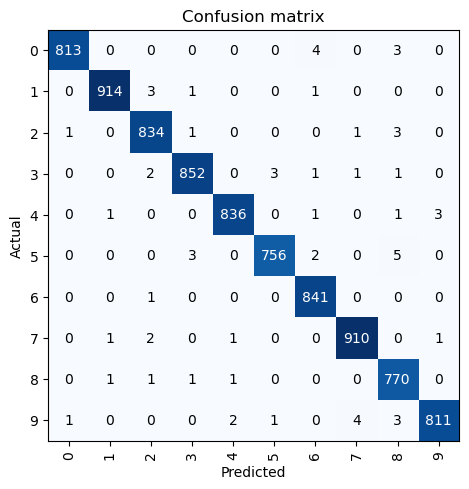 Confusion matrix
Actual
0 813 0 0 0 0 0 4 0 3 0
1 0 914 3 1 0 0 1 0 0 0
2 1 0 834 1 0 0 0 1 3 0
3 0 0 2 852 0 3 1 1 1 0
4 0 1 0 0 836 0 1 0 1 3
5 0 0 0 3 0 756 2 0 5 0
6 0 0 1 0 0 0 841 0 0 0
7 0 1 2 0 1 0 0 910 0 1
8 0 1 1 1 1 0 0 0 770 0
9 1 0 0 0 2 1 0 4 3 811
0 1 2 3 4 5 6 7 8 9
Predicted